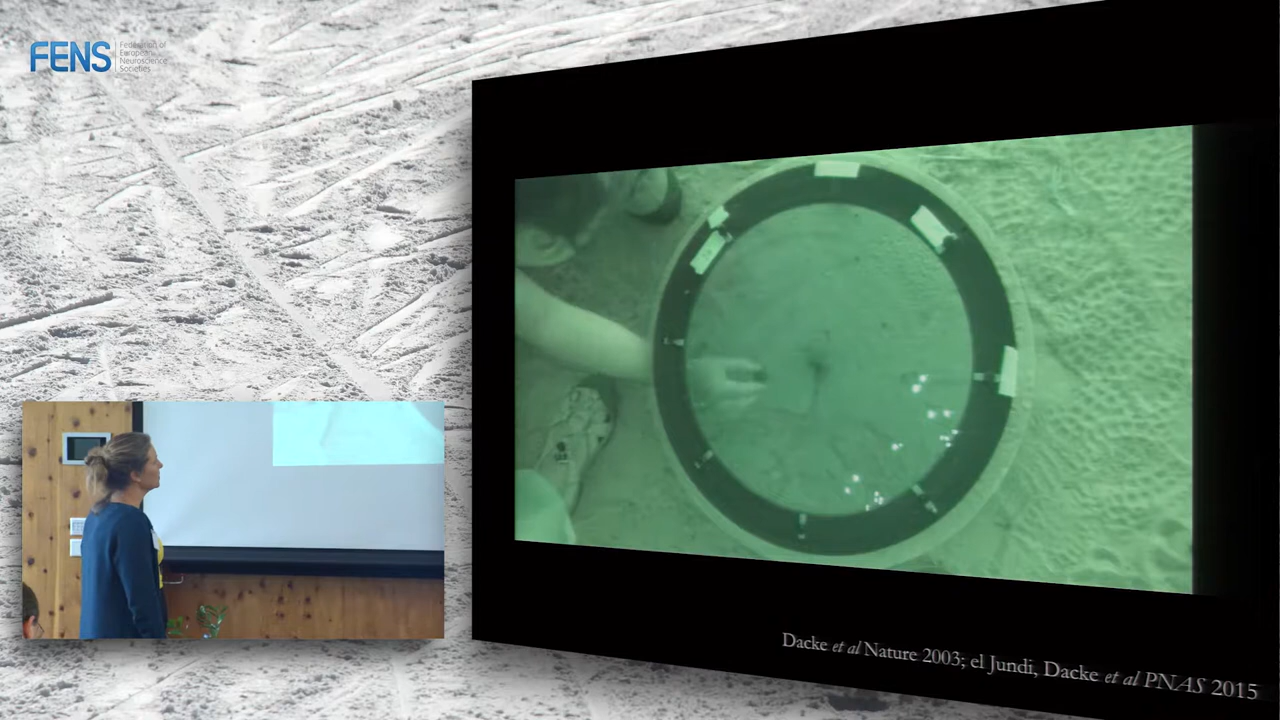 FENS
Federation of
European
Neuroscience
Societies
Dacke et al Nature 2003; el Jundi, Dacke et al PNAS 2015